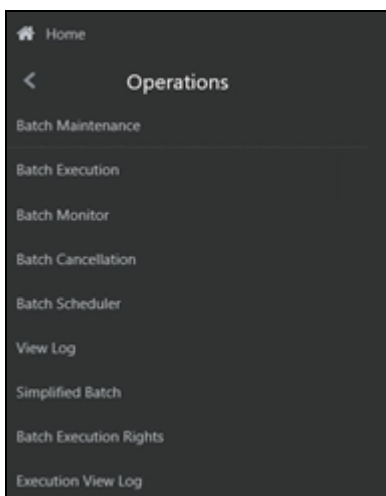 Home
Operations
Batch Maintenance
Batch Execution
Batch Monitor
Batch Cancellation
Batch Scheduler
View Log
Simplified Batch
Batch Execution Rights
Execution View Log